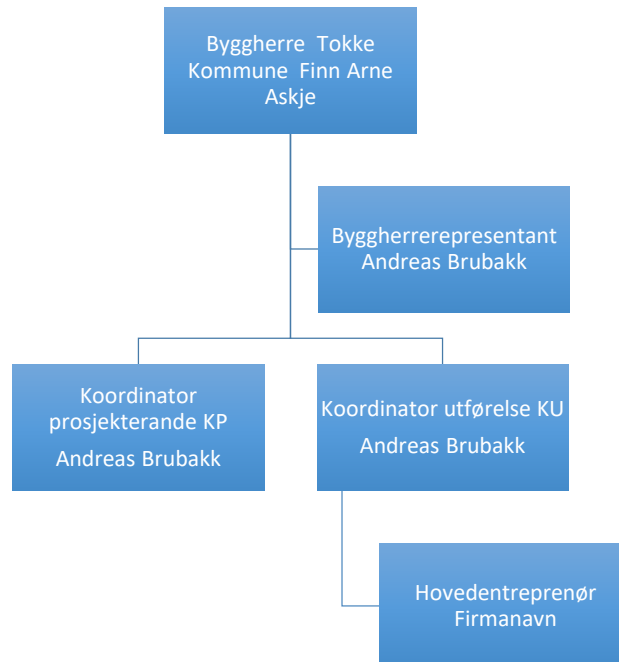 Byggherre Tokke
Kommune Finn Arne
Askje
Byggherrerepresentant
Andreas Brubakk
Koordinator
prosjekterande KP
Andreas Brubakk
Koordinator utførelse KU
Andreas Brubakk
Hovedentreprenør
Firmanavn